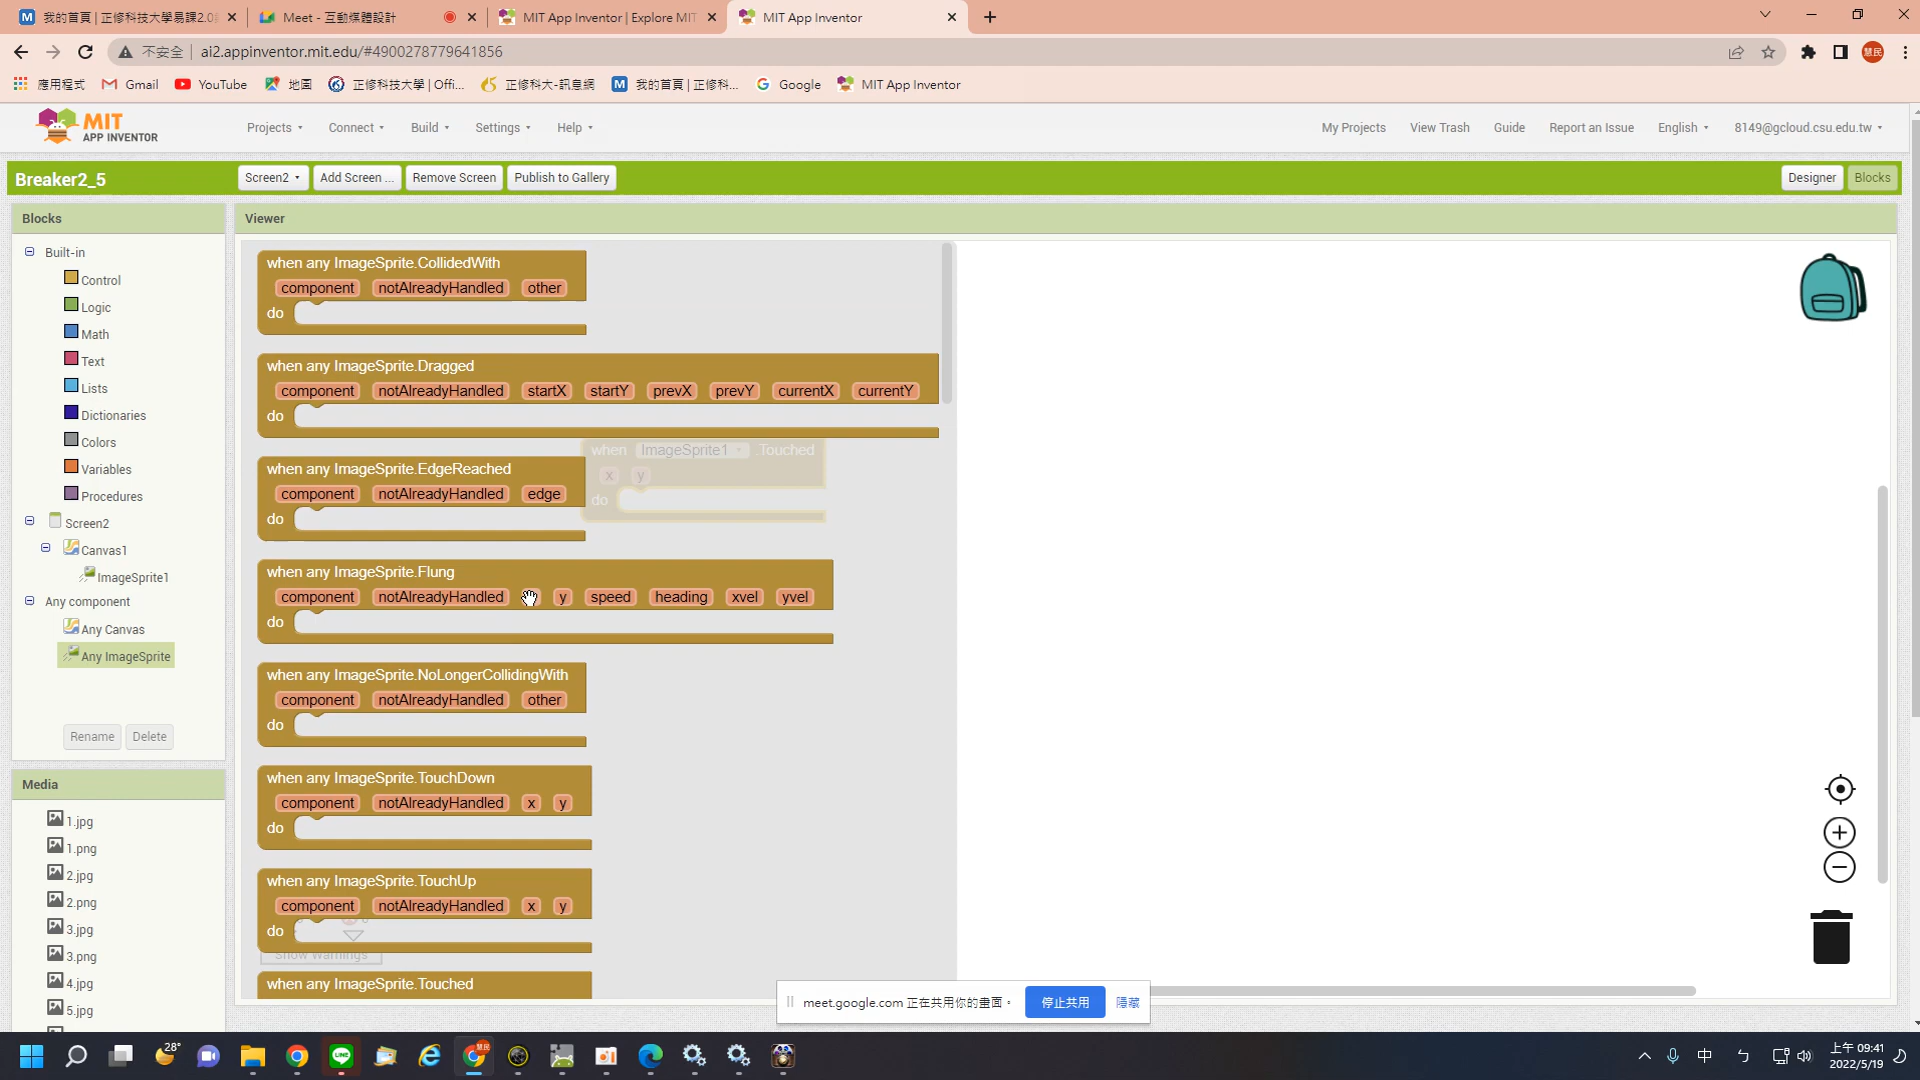 我的首頁 | 正修科技大學易課2.0
Meet - 互動媒體設計
MIT App Inventor | Explore MIT
MIT App Inventor
不安全 ai2.appinventor.mit.edu/#4900278779641856
慧民
應用程式 Gmail YouTube 地圖 正修科技大學 | Offi... 正修科大-訊息網 我的首頁 | 正修科... Google MIT App Inventor
MIT
APP INVENTOR
Projects Connect Build Settings Help My Projects View Trash Guide Report an Issue English 8149@gcloud.csu.edu.tw
Breaker2_5 Screen2 Add Screen ... Remove Screen Publish to Gallery Designer Blocks
Blocks
Built-in
Control
Logic
Math
Text
Lists
Dictionaries
Colors
Variables
Procedures
Screen2
Canvas1
ImageSprite1
Any component
Any Canvas
Any ImageSprite
Rename Delete
Media
1.jpg
1.png
2.jpg
2.png
3.jpg
3.png
4.jpg
5.jpg
Viewer
when any ImageSprite.CollidedWith
component notAlreadyHandled other
do
when any ImageSprite.Dragged
component notAlreadyHandled startX startY prevX prevY currentX currentY
do
when ImageSprite1 .Touched
x y
do
when any ImageSprite.EdgeReached
component notAlreadyHandled edge
do
when any ImageSprite.Flung
component notAlreadyHandled y speed heading xvel yvel
do
when any ImageSprite.NoLongerCollidingWith
component notAlreadyHandled other
do
when any ImageSprite.TouchDown
component notAlreadyHandled x y
do
when any ImageSprite.TouchUp
component notAlreadyHandled x y
do
Show Warnings
when any ImageSprite.Touched
meet.google.com 正在共用你的畫面。 停止共用 隱藏
28°
慧民
中
上午 09:41
2022/5/19